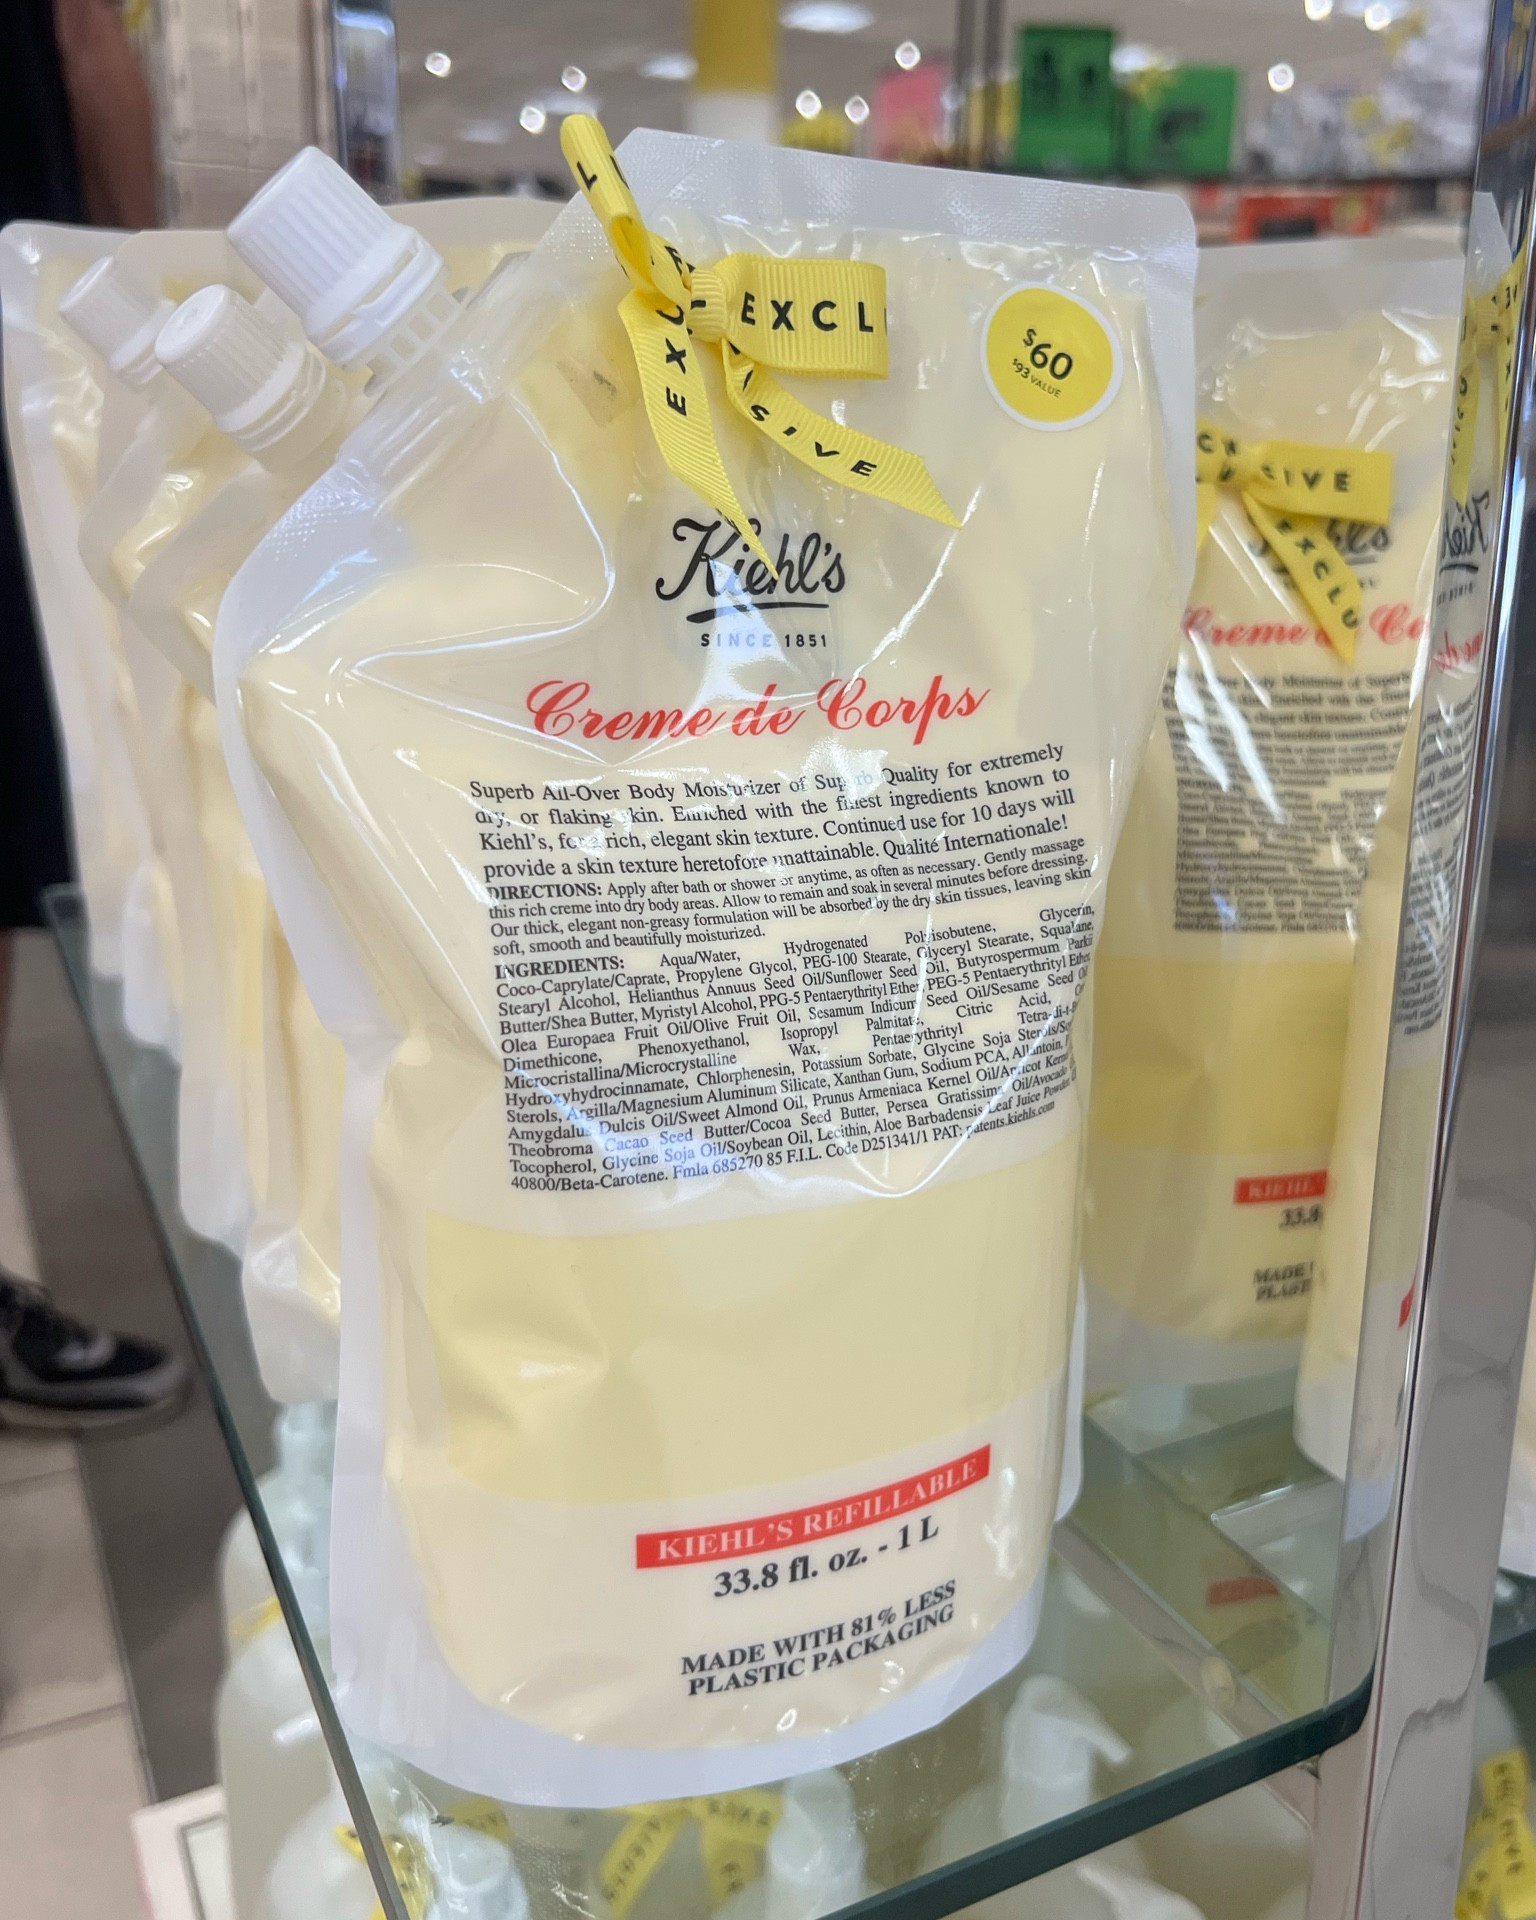 EXCL
EXCL
SIVE
$60
$93 VALUE
Kiehl's
SINCE 1851
Creme de Corps
Superb All-Over Body Moisturizer of Superb Quality for extremely
dry, or flaking skin. Enriched with the finest ingredients known to
Kiehl's, for a rich, elegant skin texture. Continued use for 10 days will
provide a skin texture heretofore unattainable. Qualité Internationale!
DIRECTIONS: Apply after bath or shower or anytime, as often as necessary. Gently massage
this rich creme into dry body areas. Allow to remain and soak in several minutes before dressing.
Our thick, elegant non-greasy formulation will be absorbed by the dry skin tissues, leaving skin
soft, smooth and beautifully moisturized.
INGREDIENTS: Aqua/Water, Hydrogenated Polyisobutene, Glycerin,
Coco-Caprylate/Caprate, Propylene Glycol, PEG-100 Stearate, Glyceryl Stearate, Squalane,
Stearyl Alcohol, Helianthus Annuus Seed Oil/Sunflower Seed Oil, Butyrospermum Parkii
Butter/Shea Butter, Myristyl Alcohol, PPG-5 Pentaerythrityl Ether, PEG-5 Pentaerythrityl Ether,
Olea Europaea Fruit Oil/Olive Fruit Oil, Sesamum Indicum Seed Oil/Sesame Seed Oil
Dimethicone, Phenoxyethanol, Isopropyl Palmitate, Citric Acid,
Microcristallina/Microcrystalline Wax, Pentaerythrityl Tetra-di-t-
Hydroxyhydrocinnamate, Chlorphenesin, Potassium Sorbate, Glycine Soja Sterols/
Sterols, Argilla/Magnesium Aluminum Silicate, Xanthan Gum, Sodium PCA, Allantoin,
Amygdalus Dulcis Oil/Sweet Almond Oil, Prunus Armeniaca Kernel Oil/Apricot Kernel
Theobroma Cacao Seed Butter/Cocoa Seed Butter, Persea Gratissima Oil/Avocado
Tocopherol, Glycine Soja Oil/Soybean Oil, Lecithin, Aloe Barbadensis Leaf Juice Powder
40800/Beta-Carotene. Fmla 685270 85 F.I.L. Code D251341/1 PAT: patents.kiehls.com
KIEHL'S REFILLABLE
33.8 fl. oz. - 1 L
MADE WITH 81% LESS
PLASTIC PACKAGING
SIVE
EXCLU
Creme
KIEHL'
33.8
MADE